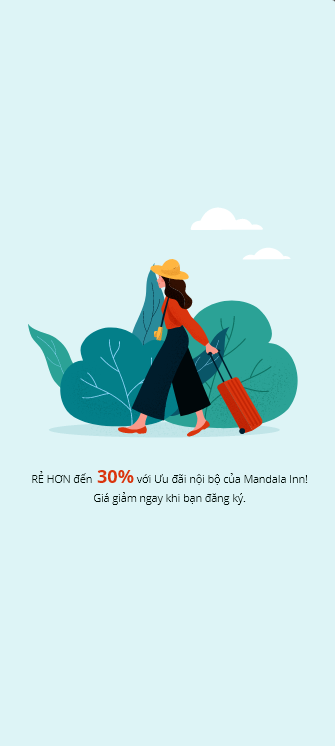 RẺ HƠN đến 30% với Ưu đãi nội bộ của Mandala Inn!
Giá giảm ngay khi bạn đăng ký.